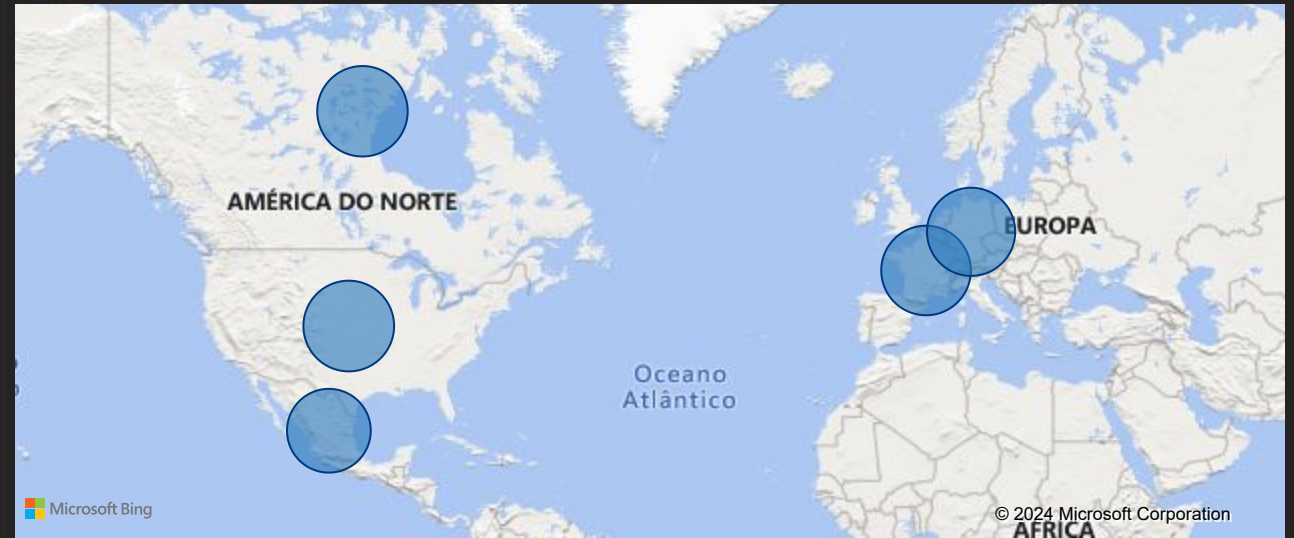 AMÉRICA DO NORTE
EUROPA
Oceano
Atlântico
Microsoft Bing
© 2024 Microsoft Corporation
ÁFRICA